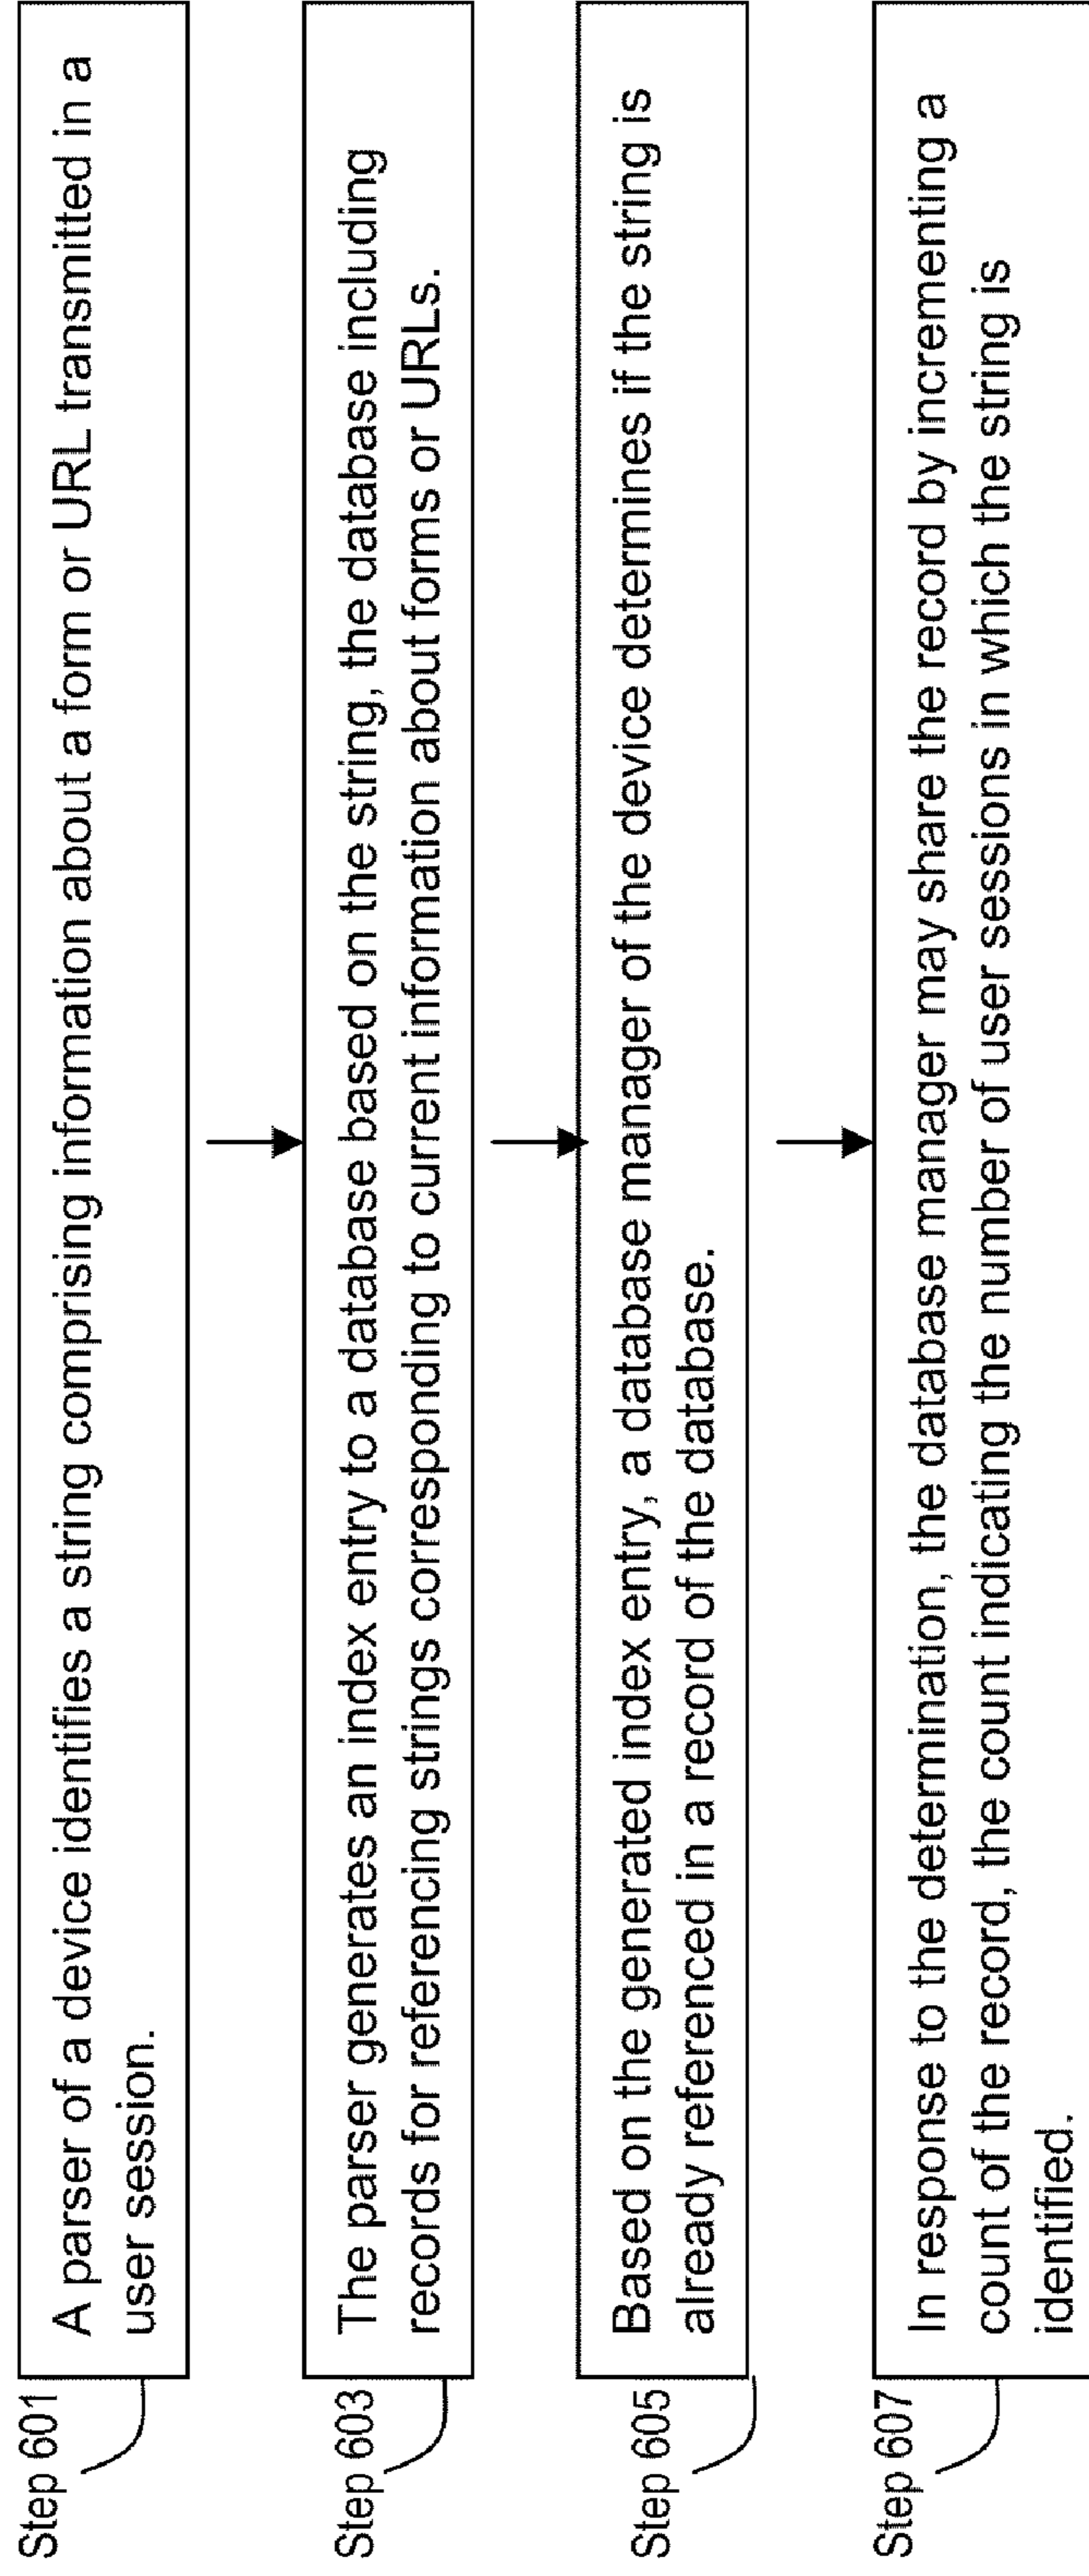 Step 601
A parser of a device identifies a string comprising information about a form or URL transmitted in a
user session.
Step 603
The parser generates an index entry to a database based on the string, the database including
records for referencing strings corresponding to current information about forms or URLs.
Step 605
Based on the generated index entry, a database manager of the device determines if the string is
already referenced in a record of the database.
Step 607
In response to the determination, the database manager may share the record by incrementing a
count of the record, the count indicating the number of user sessions in which the string is
identified.